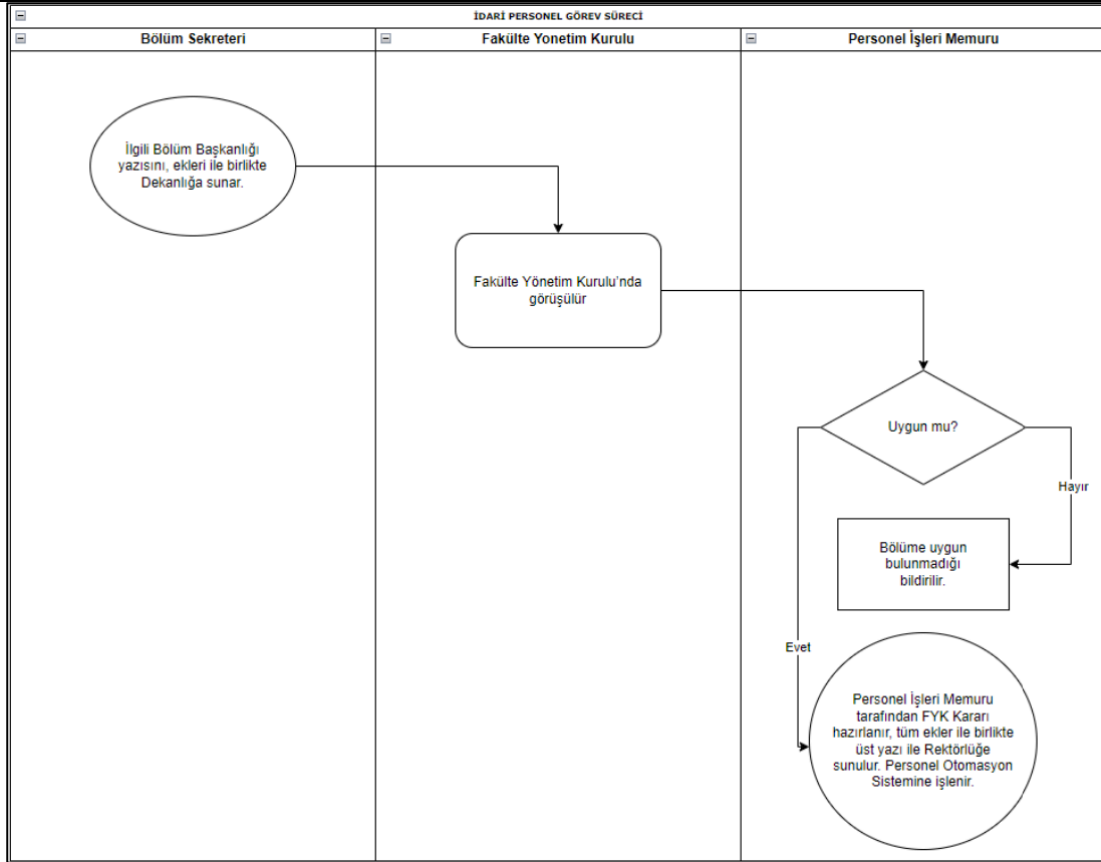 İDARİ PERSONEL GÖREV SÜRECİ
Bölüm Sekreteri
Fakülte Yonetim Kurulu
Personel İşleri Memuru
İlgili Bölüm Başkanlığı
yazısını, ekleri ile birlikte
Dekanlığa sunar.
Fakülte Yönetim Kurulu'nda
görüşülür
Uygun mu?
Hayır
Bölüme uygun
bulunmadığı
bildirilir.
Evet
Personel İşleri Memuru
tarafından FYK Kararı
hazırlanır, tüm ekler ile birlikte
üst yazı ile Rektörlüğe
sunulur. Personel Otomasyon
Sistemine işlenir.